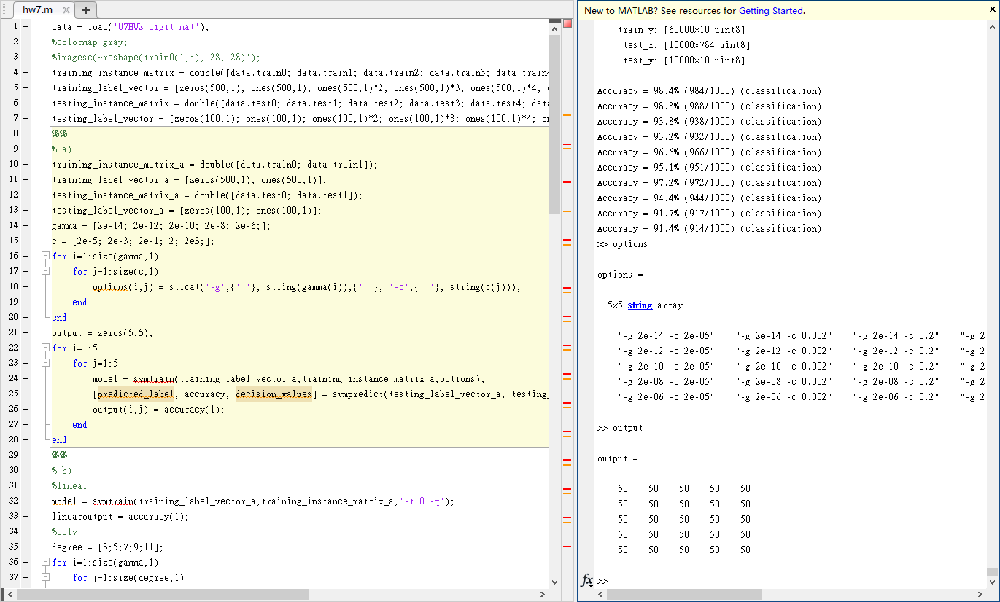 hw7.m
1 data = load('07HW2_digit.mat');
2 %colormap gray;
3 %imagesc(~reshape(train0(1,:), 28, 28)');
4 training_instance_matrix = double([data.train0; data.train1; data.train2; data.train3; data.train
5 training_label_vector = [zeros(500,1); ones(500,1); ones(500,1)*2; ones(500,1)*3; ones(500,1)*4;
6 testing_instance_matrix = double([data.test0; data.test1; data.test2; data.test3; data.test4;
7 testing_label_vector = [zeros(100,1); ones(100,1); ones(100,1)*2; ones(100,1)*3; ones(100,1)*4;
8 %%
9 % a)
10 training_instance_matrix_a = double([data.train0; data.train1]);
11 training_label_vector_a = [zeros(500,1); ones(500,1)];
12 testing_instance_matrix_a = double([data.test0; data.test1]);
13 testing_label_vector_a = [zeros(100,1); ones(100,1)];
14 gamma = [2e-14; 2e-12; 2e-10; 2e-8; 2e-6;];
15 c = [2e-5; 2e-3; 2e-1; 2; 2e3;];
16 for i=1:size(gamma,1)
17 for j=1:size(c,1)
18 options(i,j) = strcat('-g',{' '}, string(gamma(i)),{' '}, '-c',{' '}, string(c(j)));
19 end
20 end
21 output = zeros(5,5);
22 for i=1:5
23 for j=1:5
24 model = svmtrain(training_label_vector_a,training_instance_matrix_a,options);
25 [predicted_label, accuracy, decision_values] = svmpredict(testing_label_vector_a, testing_
26 output(i,j) = accuracy(1);
27 end
28 end
29 %%
30 % b)
31 %linear
32 model = svmtrain(training_label_vector_a,training_instance_matrix_a,'-t 0 -q');
33 linearoutput = accuracy(1);
34 %poly
35 degree = [3;5;7;9;11];
36 for i=1:size(gamma,1)
37 for j=1:size(degree,1)
New to MATLAB? See resources for Getting Started.
train_y: [60000×10 uint8]
test_x: [10000×784 uint8]
test_y: [10000×10 uint8]
Accuracy = 98.4% (984/1000) (classification)
Accuracy = 98.8% (988/1000) (classification)
Accuracy = 93.8% (938/1000) (classification)
Accuracy = 93.2% (932/1000) (classification)
Accuracy = 96.6% (966/1000) (classification)
Accuracy = 95.1% (951/1000) (classification)
Accuracy = 97.2% (972/1000) (classification)
Accuracy = 94.4% (944/1000) (classification)
Accuracy = 91.7% (917/1000) (classification)
Accuracy = 91.4% (914/1000) (classification)
>> options
options =
5×5 string array
"-g 2e-14 -c 2e-05" "-g 2e-14 -c 0.002" "-g 2e-14 -c 0.2" "-g 2
"-g 2e-12 -c 2e-05" "-g 2e-12 -c 0.002" "-g 2e-12 -c 0.2" "-g 2
"-g 2e-10 -c 2e-05" "-g 2e-10 -c 0.002" "-g 2e-10 -c 0.2" "-g 2
"-g 2e-08 -c 2e-05" "-g 2e-08 -c 0.002" "-g 2e-08 -c 0.2" "-g 2
"-g 2e-06 -c 2e-05" "-g 2e-06 -c 0.002" "-g 2e-06 -c 0.2" "-g 2
>> output
output =
50 50 50 50 50
50 50 50 50 50
50 50 50 50 50
50 50 50 50 50
50 50 50 50 50
fx >>